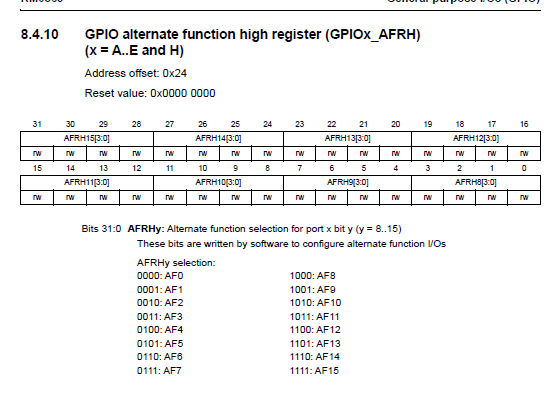 8.4.10 GPIO alternate function high register (GPIOx_AFRH)
(x = A..E and H)
Address offset: 0x24
Reset value: 0x0000 0000
31 30 29 28 27 26 25 24 23 22 21 20 19 18 17 16
AFRH15[3:0] AFRH14[3:0] AFRH13[3:0] AFRH12[3:0]
rw rw rw rw rw rw rw rw rw rw rw rw rw rw rw rw
15 14 13 12 11 10 9 8 7 6 5 4 3 2 1 0
AFRH11[3:0] AFRH10[3:0] AFRH9[3:0] AFRH8[3:0]
rw rw rw rw rw rw rw rw rw rw rw rw rw rw rw rw
Bits 31:0 AFRHy: Alternate function selection for port x bit y (y = 8..15)
These bits are written by software to configure alternate function I/Os
AFRHy selection:
0000: AF0 1000: AF8
0001: AF1 1001: AF9
0010: AF2 1010: AF10
0011: AF3 1011: AF11
0100: AF4 1100: AF12
0101: AF5 1101: AF13
0110: AF6 1110: AF14
0111: AF7 1111: AF15